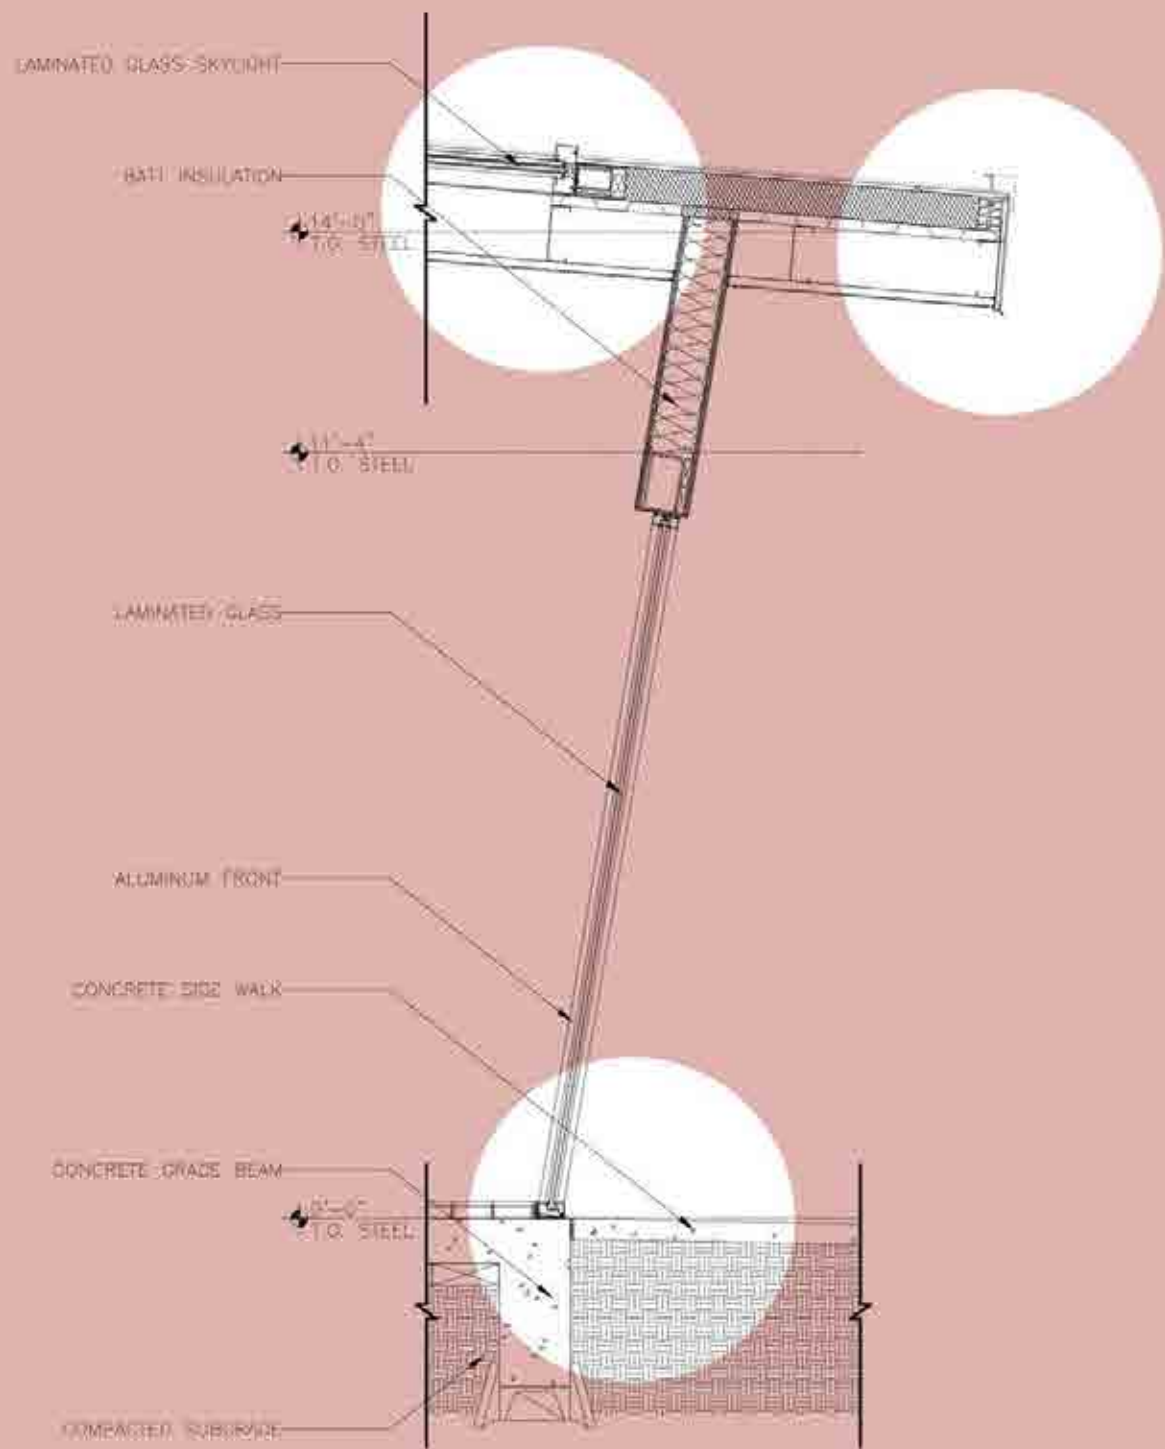 LAMINATED GLASS SKYLIGHT
BATT INSULATION
14'-0"
T.O. STEEL
11'-4"
T.O. STEEL
LAMINATED GLASS
ALUMINUM FRONT
CONCRETE SIDE WALK
CONCRETE GRADE BEAM
0'-0"
T.O. STEEL
COMPACTED SUBGRADE